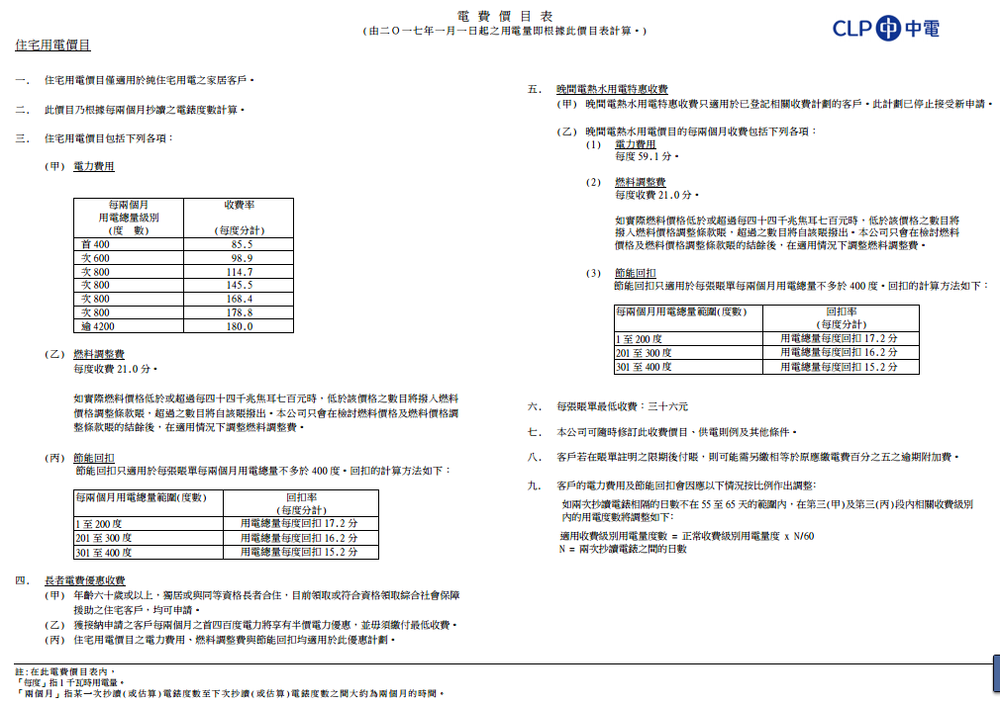 電 費 價 目 表
(由二〇一七年一月一日起之用電量即根據此價目表計算。)
CLP 中電
住宅用電價目
一． 住宅用電價目僅適用於純住宅用電之家居客戶。
二． 此價目乃根據每兩個月抄讀之電錶度數計算。
三． 住宅用電價目包括下列各項：
(甲) 電力費用
每兩個月 收費率
用電總量級別
(度 數) (每度分計)
首 400 85.5
次 600 98.9
次 800 114.7
次 800 145.5
次 800 168.4
次 800 178.8
逾 4200 180.0
(乙) 燃料調整費
每度收費 21.0 分。
如實際燃料價格低於或超過每四十四千兆焦耳七百元時，低於該價格之數目將撥入燃料
價格調整條款賬，超過之數目將自該賬撥出。本公司只會在檢討燃料價格及燃料價格調
整條款賬的結餘後，在適用情況下調整燃料調整費。
(丙) 節能回扣
節能回扣只適用於每張賬單每兩個月用電總量不多於 400 度。回扣的計算方法如下：
每兩個月用電總量範圍(度數) 回扣率
(每度分計)
1 至 200 度 用電總量每度回扣 17.2 分
201 至 300 度 用電總量每度回扣 16.2 分
301 至 400 度 用電總量每度回扣 15.2 分
四． 長者電費優惠收費
(甲) 年齡六十歲或以上，獨居或與同等資格長者合住，目前領取或符合資格領取綜合社會保障
援助之住宅客戶，均可申請。
(乙) 獲接納申請之客戶每兩個月之首四百度電力將享有半價電力優惠，並毋須繳付最低收費。
(丙) 住宅用電價目之電力費用、燃料調整費與節能回扣均適用於此優惠計劃。
五． 晚間電熱水用電特惠收費
(甲) 晚間電熱水用電特惠收費只適用於已登記相關收費計劃的客戶。此計劃已停止接受新申請。
(乙) 晚間電熱水用電價目的每兩個月收費包括下列各項：
(1) 電力費用
每度 59.1 分。
(2) 燃料調整費
每度收費 21.0 分。
如實際燃料價格低於或超過每四十四千兆焦耳七百元時，低於該價格之數目將
撥入燃料價格調整條款賬，超過之數目將自該賬撥出。本公司只會在檢討燃料
價格及燃料價格調整條款賬的結餘後，在適用情況下調整燃料調整費。
(3) 節能回扣
節能回扣只適用於每張賬單每兩個月用電總量不多於 400 度。回扣的計算方法如下：
每兩個月用電總量範圍(度數) 回扣率
(每度分計)
1 至 200 度 用電總量每度回扣 17.2 分
201 至 300 度 用電總量每度回扣 16.2 分
301 至 400 度 用電總量每度回扣 15.2 分
六． 每張賬單最低收費：三十六元
七． 本公司可隨時修訂此收費價目、供電則例及其他條件。
八． 客戶若在賬單註明之限期後付賬，則可能需另繳相等於原應繳電費百分之五之逾期附加費。
九． 客戶的電力費用及節能回扣會因應以下情況按比例作出調整:
如兩次抄讀電錶相隔的日數不在 55 至 65 天的範圍內，在第三(甲)及第三(丙)段內相關收費級別
內的用電度數將調整如下:
適用收費級別用電量度數 = 正常收費級別用電量度 x N/60
N = 兩次抄讀電錶之間的日數
註:在此電費價目表內，
「每度」指 1 千瓦時用電量。
「兩個月」指某一次抄讀(或估算)電錶度數至下次抄讀(或估算)電錶度數之間大約為兩個月的時間。